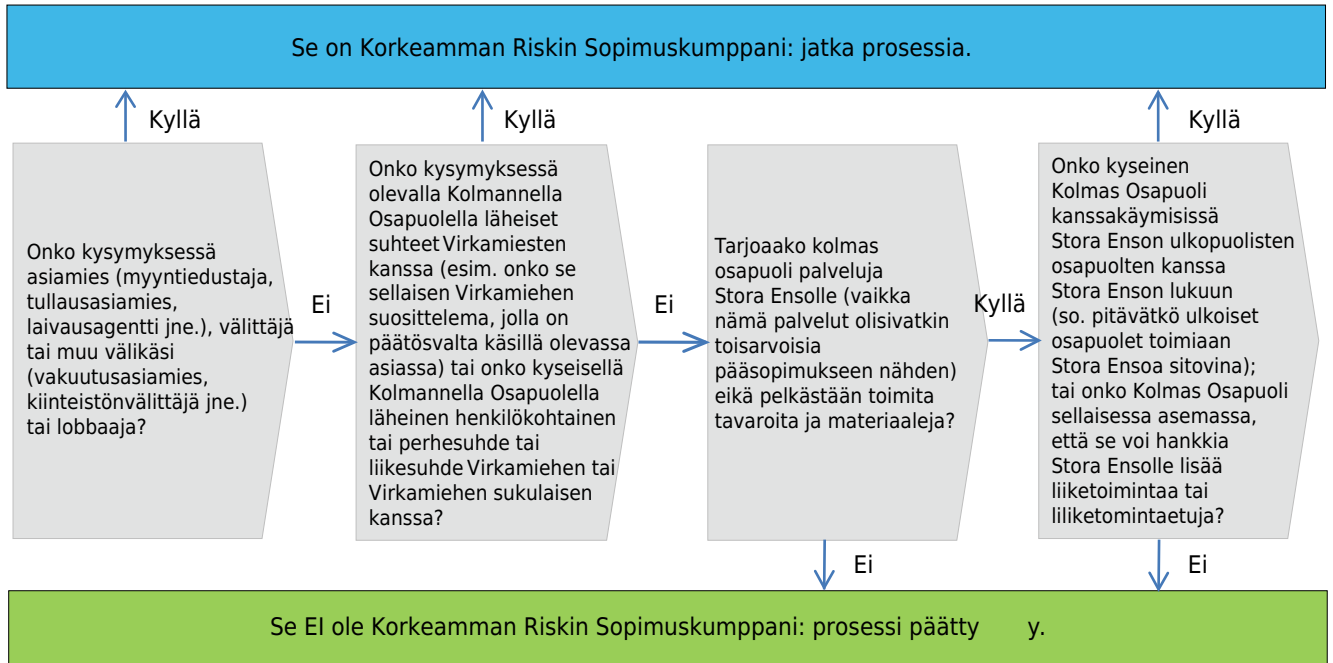 Se on Korkeamman Riskin Sopimuskumppani: jatka prosessia.
Kyllä
Kyllä
Kyllä
Onko kysymyksessä
asiamies (myyntiedustaja,
tullausasiamies,
laivausagentti jne.), välittäjä
tai muu välikäsi
(vakuutusasiamies,
kiinteistönvälittäjä jne.)
tai lobbaaja?
Ei
Onko kysymyksessä
olevalla Kolmannella
Osapuolella läheiset
suhteet Virkamiesten
kanssa (esim. onko se
sellaisen Virkamiehen
suosittelema, jolla on
päätösvalta käsillä olevassa
asiassa) tai onko kyseisellä
Kolmannella Osapuolella
läheinen henkilökohtainen
tai perhesuhde tai
liikesuhde Virkamiehen tai
Virkamiehen sukulaisen
kanssa?
Ei
Tarjoaako kolmas
osapuoli palveluja
Stora Ensolle (vaikka
nämä palvelut olisivatkin
toisarvoisia
pääsopimukseen nähden)
eikä pelkästään toimita
tavaroita ja materiaaleja?
Kyllä
Onko kyseinen
Kolmas Osapuoli
kanssakäymisissä
Stora Enson ulkopuolisten
osapuolten kanssa
Stora Enson lukuun
(so. pitävätkö ulkoiset
osapuolet toimiaan
Stora Ensoa sitovina);
tai onko Kolmas Osapuoli
sellaisessa asemassa,
että se voi hankkia
Stora Ensolle lisää
liiketoimintaa tai
liliketomintaetuja?
Ei
Ei
Se EI ole Korkeamman Riskin Sopimuskumppani: prosessi päätty y.